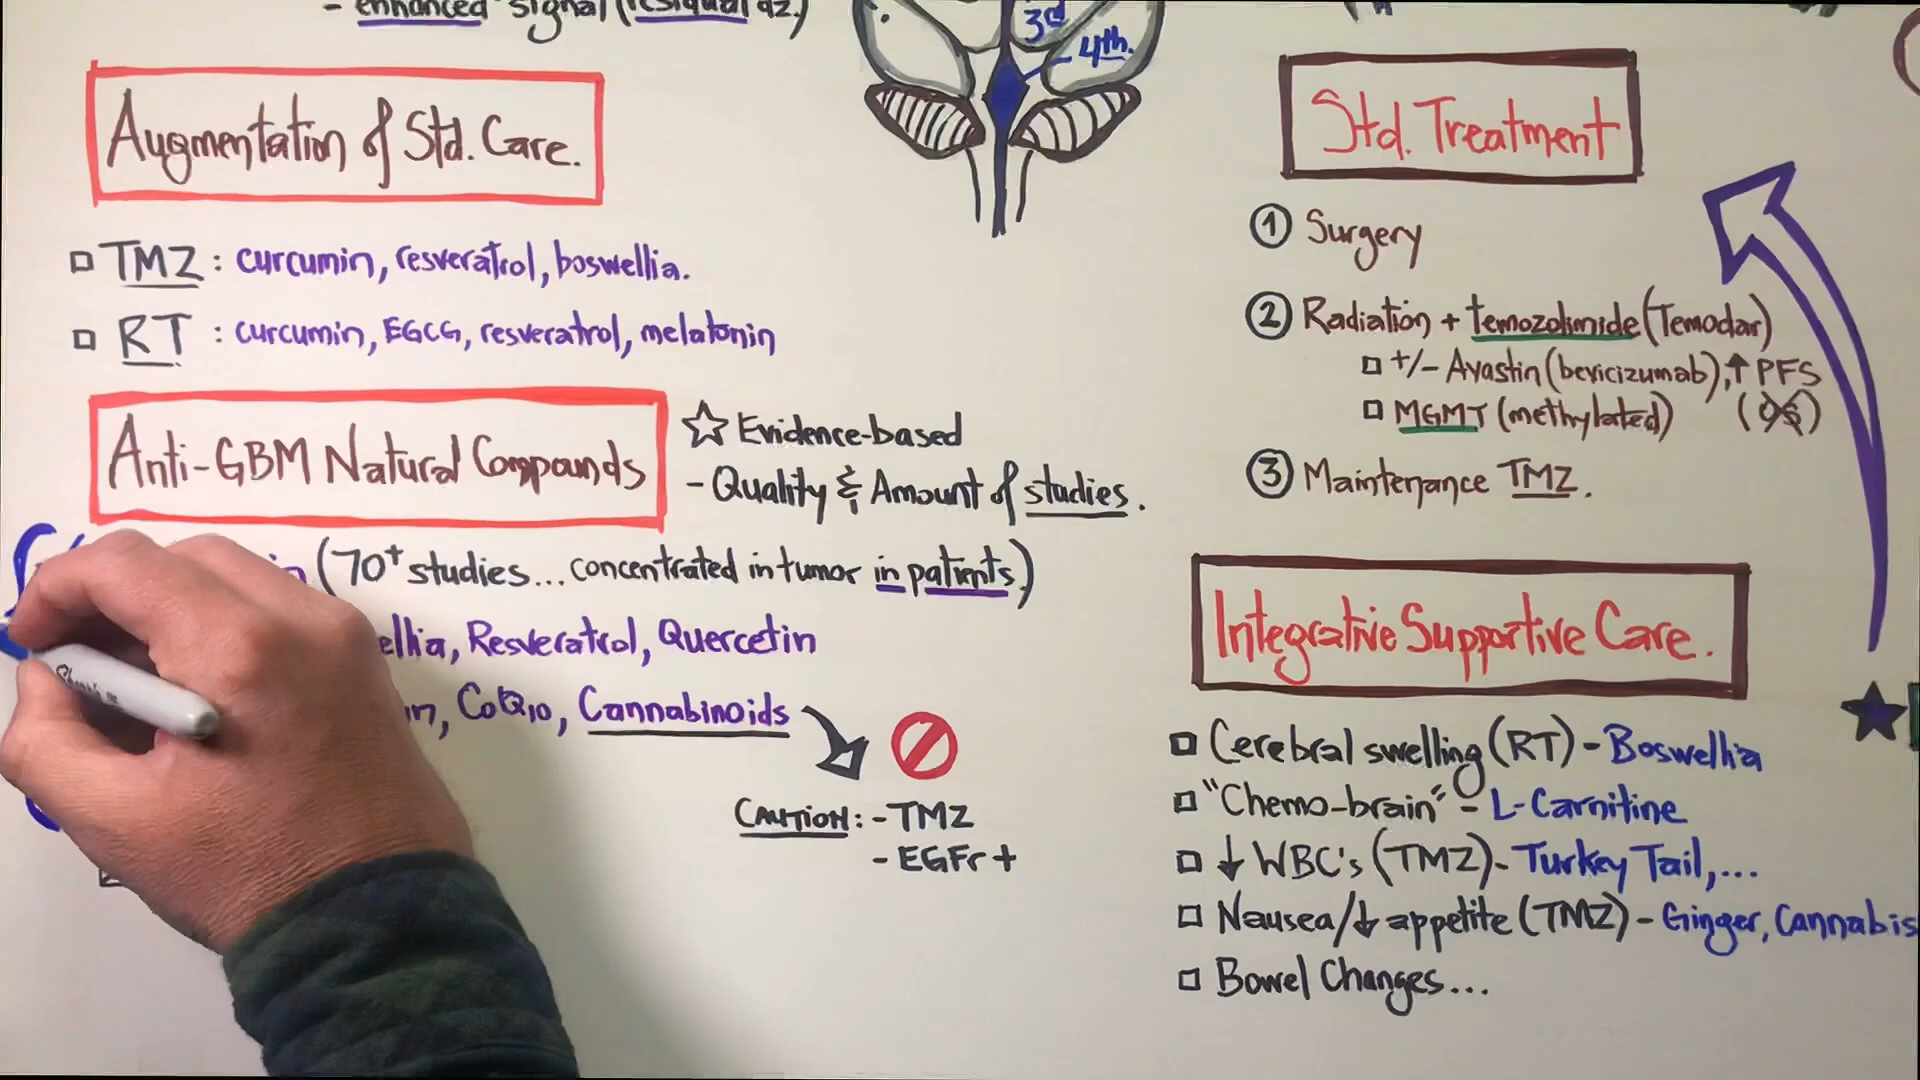 - enhanced signal (residual dz.)
3rd
4th.
Augmentation of Std. Care.
□ TMZ : curcumin, resveratrol, boswellia.
□ RT : curcumin, EGCG, resveratrol, melatonin
Anti-GBM Natural Compounds
☆ Evidence-based
- Quality & Amount of studies.
(70+ studies... concentrated in tumor in patients)
ellia, Resveratrol, Quercetin
in, CoQ10, Cannabinoids
CAUTION: - TMZ
- EGFr +
Std. Treatment
① Surgery
② Radiation + temozolimide (Temodar)
□ +/- Avastin (bevicizumab), ↑ PFS
□ MGMT (methylated) (OS)
③ Maintenance TMZ.
Integrative Supportive Care.
□ Cerebral swelling (RT) - Boswellia
□ "Chemo-brain" - L-Carnitine
□ ↓ WBC's (TMZ) - Turkey Tail, ...
□ Nausea/↓ appetite (TMZ) - Ginger, Cannabis
□ Bowel Changes...